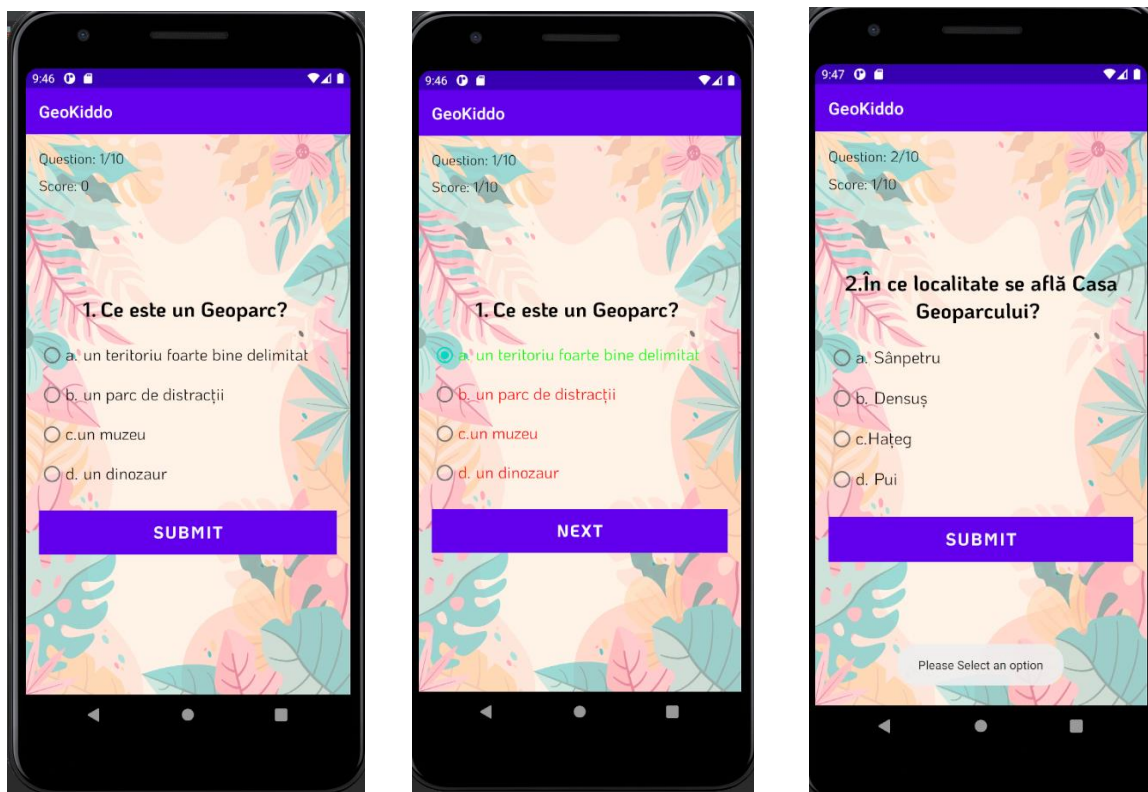 9:46
GeoKiddo
Question: 1/10
Score: 0
1. Ce este un Geoparc?
a. un teritoriu foarte bine delimitat
b. un parc de distracții
c.un muzeu
d. un dinozaur
SUBMIT
9:46
GeoKiddo
Question: 1/10
Score: 1/10
1. Ce este un Geoparc?
a. un teritoriu foarte bine delimitat
b. un parc de distracții
c.un muzeu
d. un dinozaur
NEXT
9:47
GeoKiddo
Question: 2/10
Score: 1/10
2.În ce localitate se află Casa
Geoparcului?
a. Sânpetru
b. Densuș
c.Hațeg
d. Pui
SUBMIT
Please Select an option